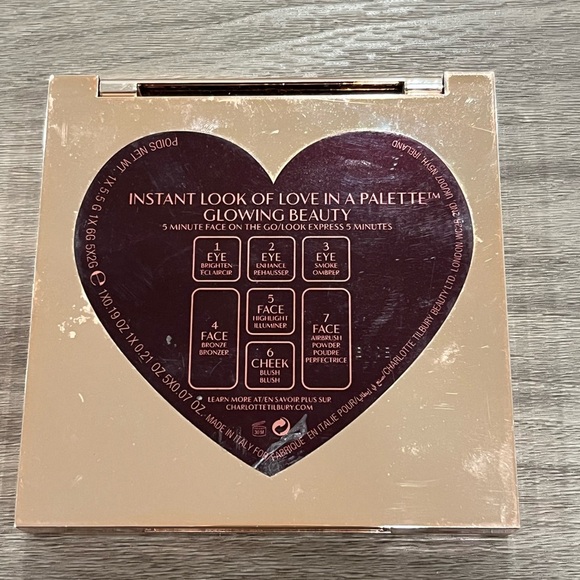 INSTANT LOOK OF LOVE IN A PALETTE™
GLOWING BEAUTY
5 MINUTE FACE ON THE GO/LOOK EXPRESS 5 MINUTES
1
EYE
BRIGHTEN
ÉCLAIRCIR
2
EYE
ENHANCE
REHAUSSER
3
EYE
SMOKE
OMBRER
4
FACE
BRONZE
BRONZER
5
FACE
HIGHLIGHT
ILLUMINER
6
CHEEK
BLUSH
BLUSH
7
FACE
AIRBRUSH
POWDER
POUDRE
PERFECTRICE
LEARN MORE AT/EN SAVOIR PLUS SUR
CHARLOTTETILBURY.COM
POIDS NET WT. 1X 5.5 G 1X 6G 5X2G ℮ 1X0.19 OZ 1X 0.21 OZ 5X0.07 OZ.
MADE IN ITALY FOR/FABRIQUÉ EN ITALIE POUR/
CHARLOTTE TILBURY BEAUTY LTD. LONDON
IRELAND